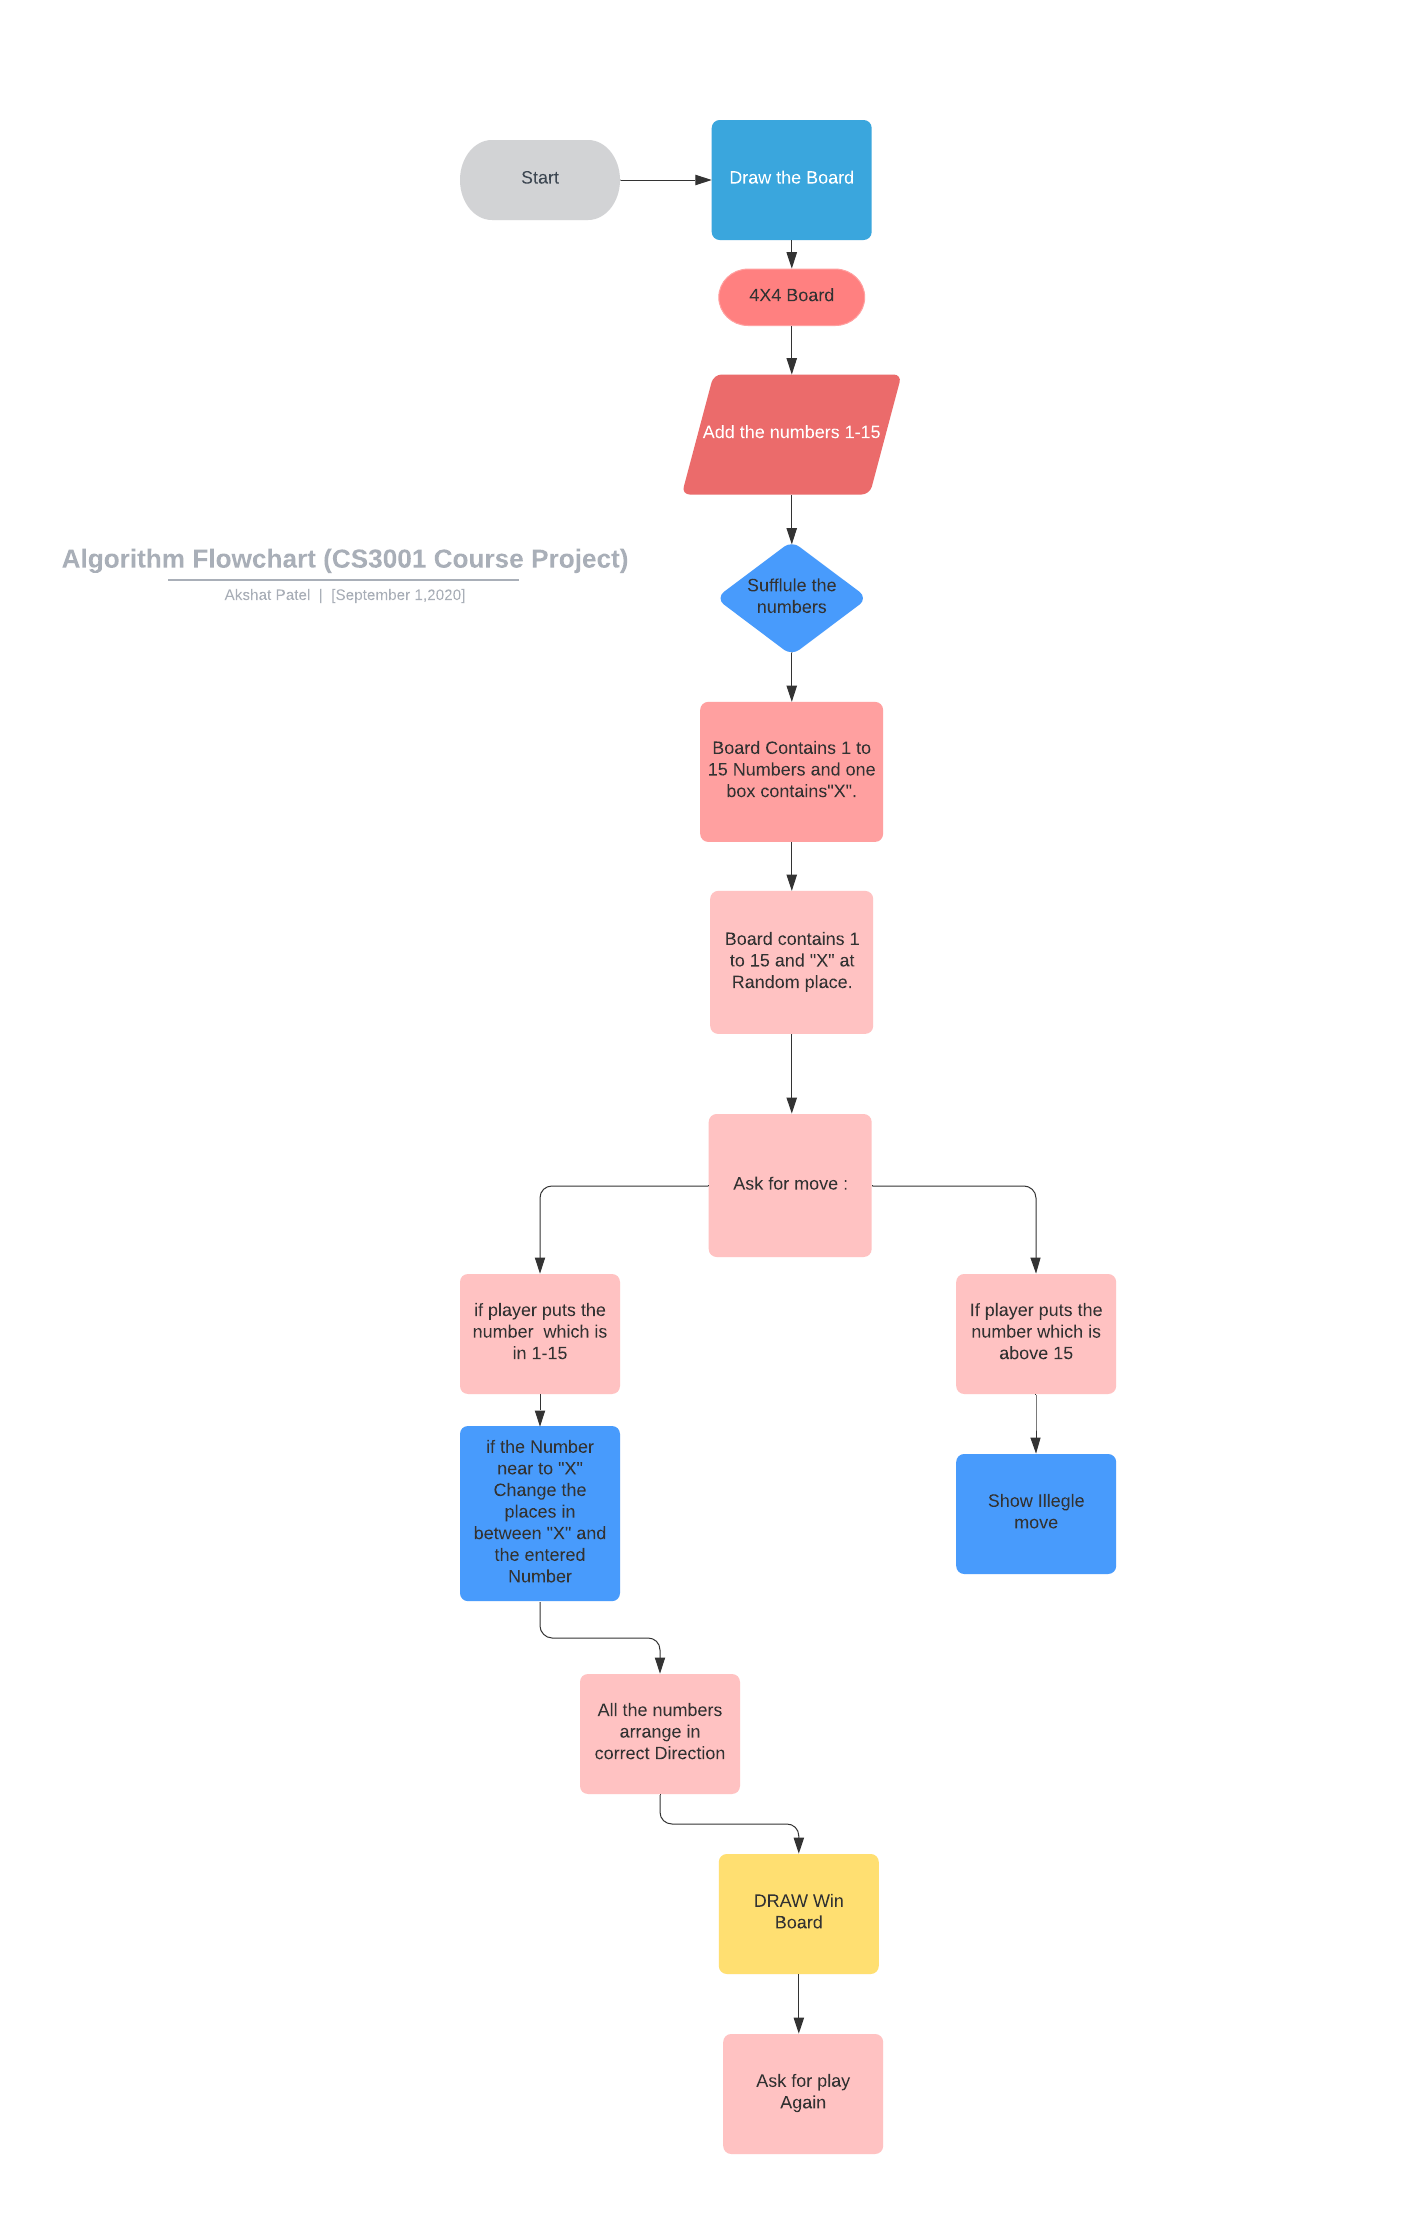 Start
Draw the Board
4X4 Board
Add the numbers 1-15
Algorithm Flowchart (CS3001 Course Project)
Akshat Patel | [September 1,2020]
Sufflule the
numbers
Board Contains 1 to
15 Numbers and one
box contains"X".
Board contains 1
to 15 and "X" at
Random place.
Ask for move :
if player puts the
number which is
in 1-15
If player puts the
number which is
above 15
if the Number
near to "X"
Change the
places in
between "X" and
the entered
Number
Show Illegle
move
All the numbers
arrange in
correct Direction
DRAW Win
Board
Ask for play
Again